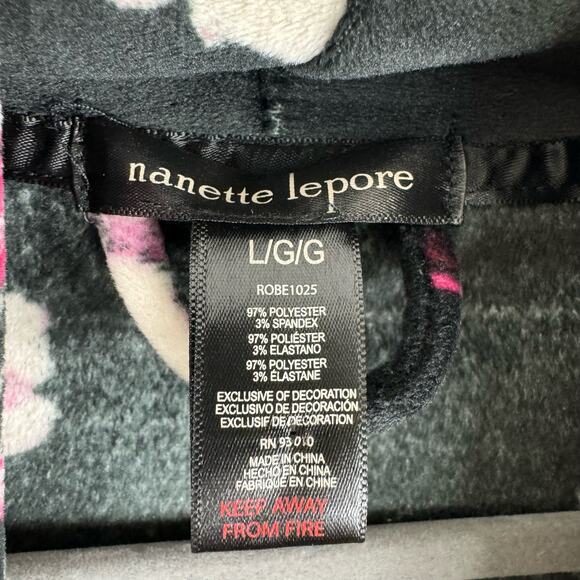 nanette lepore
L/G/G
ROBE1025
97% POLYESTER
3% SPANDEX
97% POLIÉSTER
3% ELASTANO
97% POLYESTER
3% ÉLASTANE
EXCLUSIVE OF DECORATION
EXCLUSIVO DE DECORACIÓN
EXCLUSIF DE DÉCORATION
RN
MADE IN CHINA
HECHO EN CHINA
FABRIQUÉ EN CHINE
KEEP AWAY
FROM FIRE